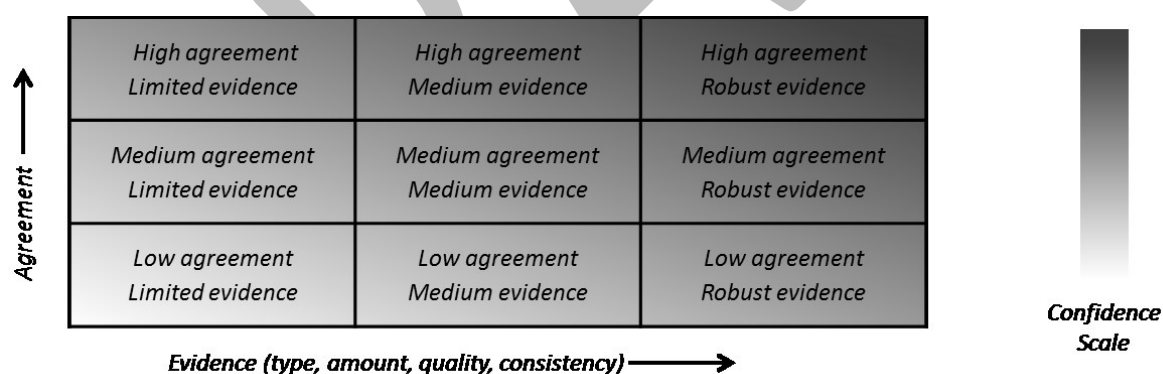 High agreement
Limited evidence
High agreement
Medium evidence
High agreement
Robust evidence
Medium agreement
Limited evidence
Medium agreement
Medium evidence
Medium agreement
Robust evidence
Low agreement
Limited evidence
Low agreement
Medium evidence
Low agreement
Robust evidence
Agreement
Evidence (type, amount, quality, consistency)
Confidence
Scale